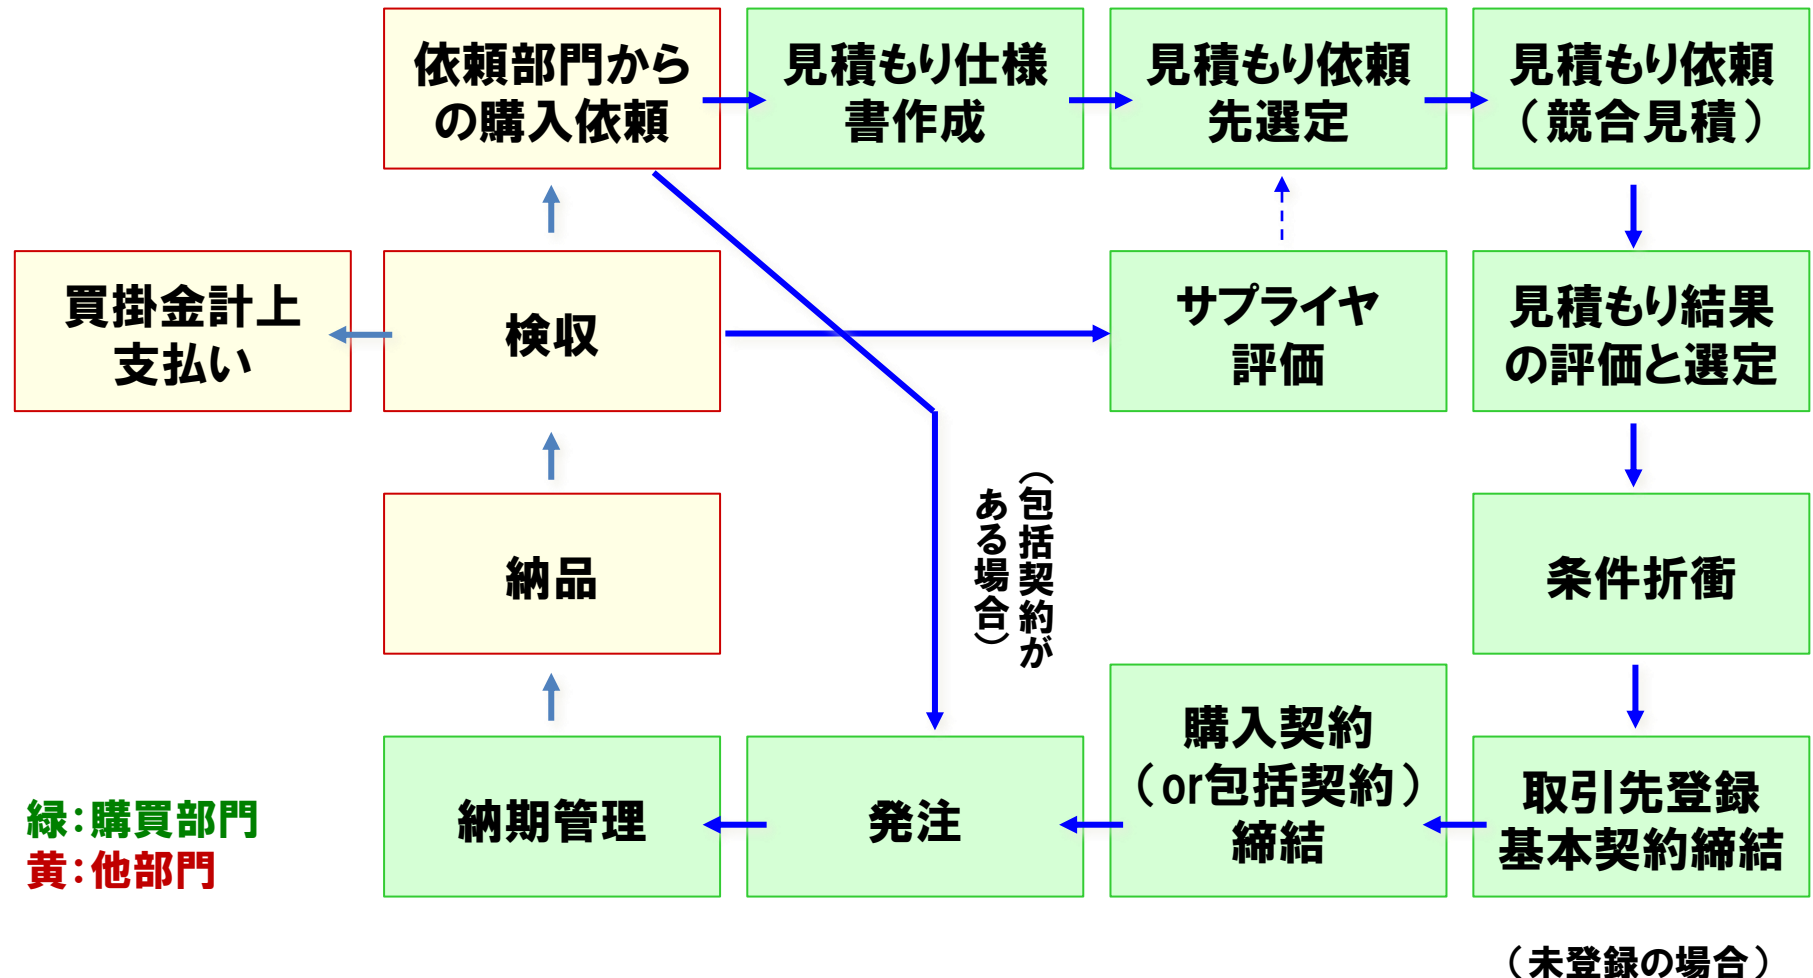 依頼部門から
の購入依頼
見積もり仕様
書作成
見積もり依頼
先選定
見積もり依頼
（競合見積）
買掛金計上
支払い
検収
サプライヤ
評価
見積もり結果
の評価と選定
納品
（包括契約が
ある場合）
条件折衝
納期管理
発注
購入契約
（or包括契約）
締結
取引先登録
基本契約締結
（未登録の場合）
緑：購買部門
黄：他部門